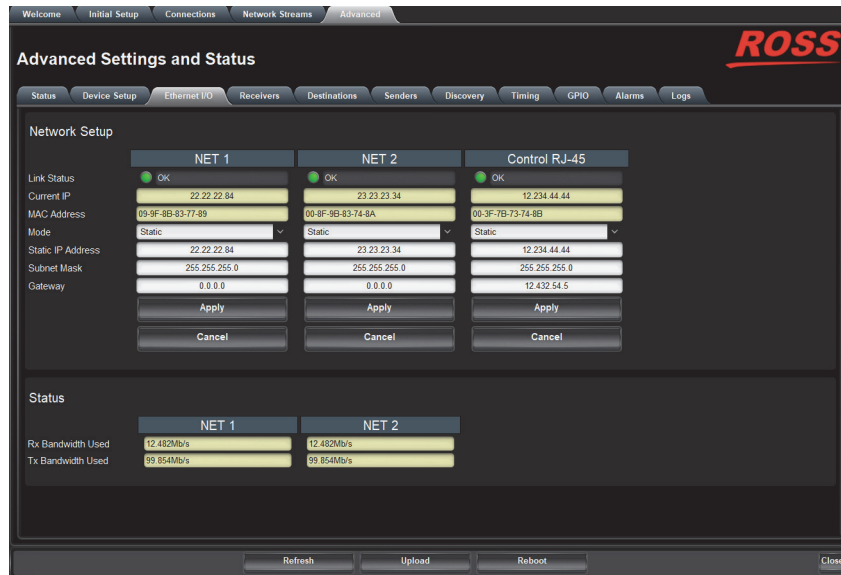 Welcome Initial Setup Connections Network Streams Advanced
Advanced Settings and Status
ROSS
Status Device Setup Ethernet I/O Receivers Destinations Senders Discovery Timing GPIO Alarms Logs
Network Setup
NET 1 NET 2 Control RJ-45
Link Status OK OK OK
Current IP 22.22.22.84 23.23.23.34 12.234.44.44
MAC Address 09-9F-8B-83-77-89 00-8F-9B-83-74-8A 00-3F-7B-73-74-8B
Mode Static Static Static
Static IP Address 22.22.22.84 23.23.23.34 12.234.44.44
Subnet Mask 255.255.255.0 255.255.255.0 255.255.255.0
Gateway 0.0.0.0 0.0.0.0 12.432.54.5
Apply Apply Apply
Cancel Cancel Cancel
Status
NET 1 NET 2
Rx Bandwidth Used 12.482Mb/s 12.482Mb/s
Tx Bandwidth Used 99.854Mb/s 99.854Mb/s
Refresh Upload Reboot Close